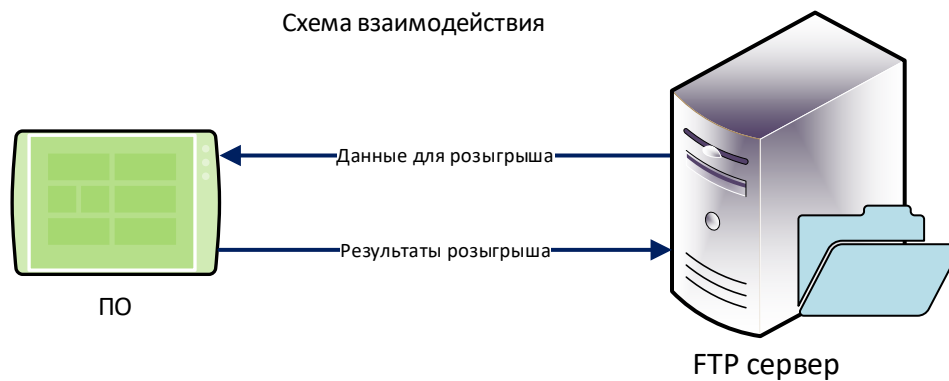 Схема взаимодействия
Данные для розыгрыша
Результаты розыгрыша
ПО
FTP сервер